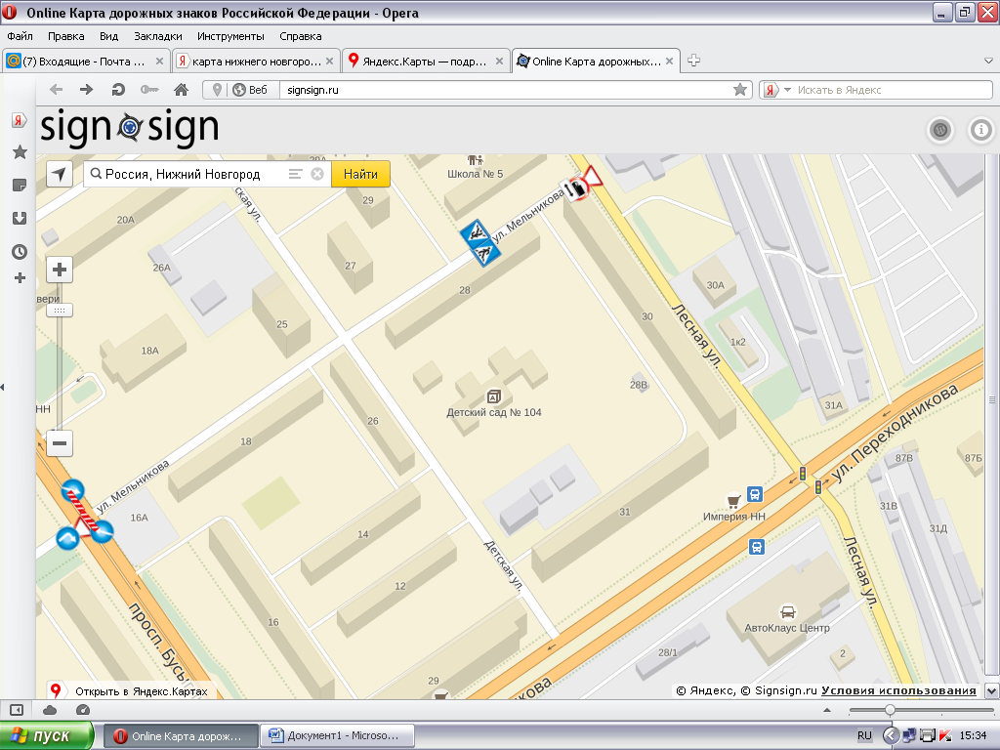 Online Карта дорожных знаков Российской Федерации - Opera
Файл Правка Вид Закладки Инструменты Справка
(7) Входящие - Почта ...
карта нижнего новгоро...
Яндекс.Карты — подр...
Online Карта дорожных...
Веб
signsign.ru
Искать в Яндекс
sign sign
Россия, Нижний Новгород
Найти
Школа № 5
29
20А
ская ул.
ул. Мельникова
27
26А
28
30А
вери
25
30
Лесная ул.
18А
1к2
28В
31А
НН
Детский сад № 104
26
18
ул. Переходникова
87В
87Б
ул. Мельникова
16А
Империя НН
31В
31
31Д
14
Детская ул.
Лесная ул.
12
16
просп. Бусы
АвтоКлаус Центр
28/1
2
29
кова
Открыть в Яндекс.Картах
© Яндекс, © Signsign.ru Условия использования
пуск
Online Карта дорож...
Документ1 - Microso...
RU
15:34